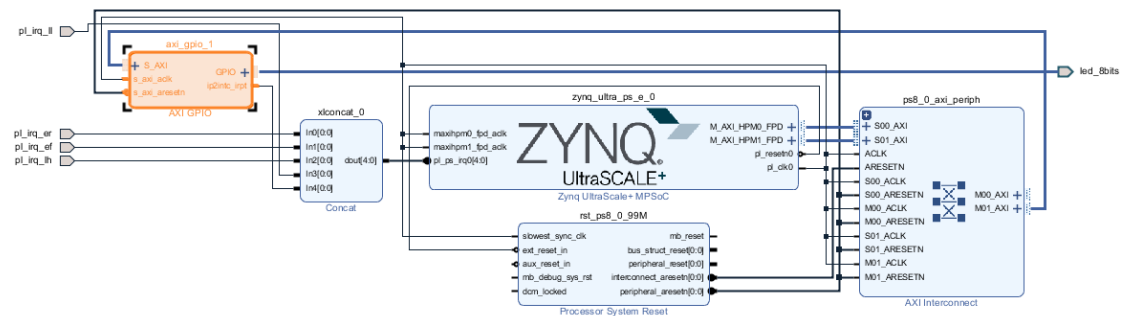 pl_irq_ll
axi_gpio_1
S_AXI
s_axi_aclk
s_axi_aresetn
GPIO
ip2intc_irpt
AXI GPIO
led_8bits
pl_irq_er
pl_irq_ef
pl_irq_lh
xlconcat_0
In0[0:0]
In1[0:0]
In2[0:0]
In3[0:0]
In4[0:0]
dout[4:0]
Concat
zynq_ultra_ps_e_0
maxihpm0_fpd_aclk
maxihpm1_fpd_aclk
pl_ps_irq0[4:0]
ZYNQ
UltraSCALE+
M_AXI_HPM0_FPD
M_AXI_HPM1_FPD
pl_resetn0
pl_clk0
Zynq UltraScale+ MPSoC
rst_ps8_0_99M
slowest_sync_clk
ext_reset_in
aux_reset_in
mb_debug_sys_rst
dcm_locked
mb_reset
bus_struct_reset[0:0]
peripheral_reset[0:0]
interconnect_aresetn[0:0]
peripheral_aresetn[0:0]
Processor System Reset
ps8_0_axi_periph
S00_AXI
S01_AXI
ACLK
ARESETN
S00_ACLK
S00_ARESETN
M00_ACLK
M00_ARESETN
S01_ACLK
S01_ARESETN
M01_ACLK
M01_ARESETN
M00_AXI
M01_AXI
AXI Interconnect